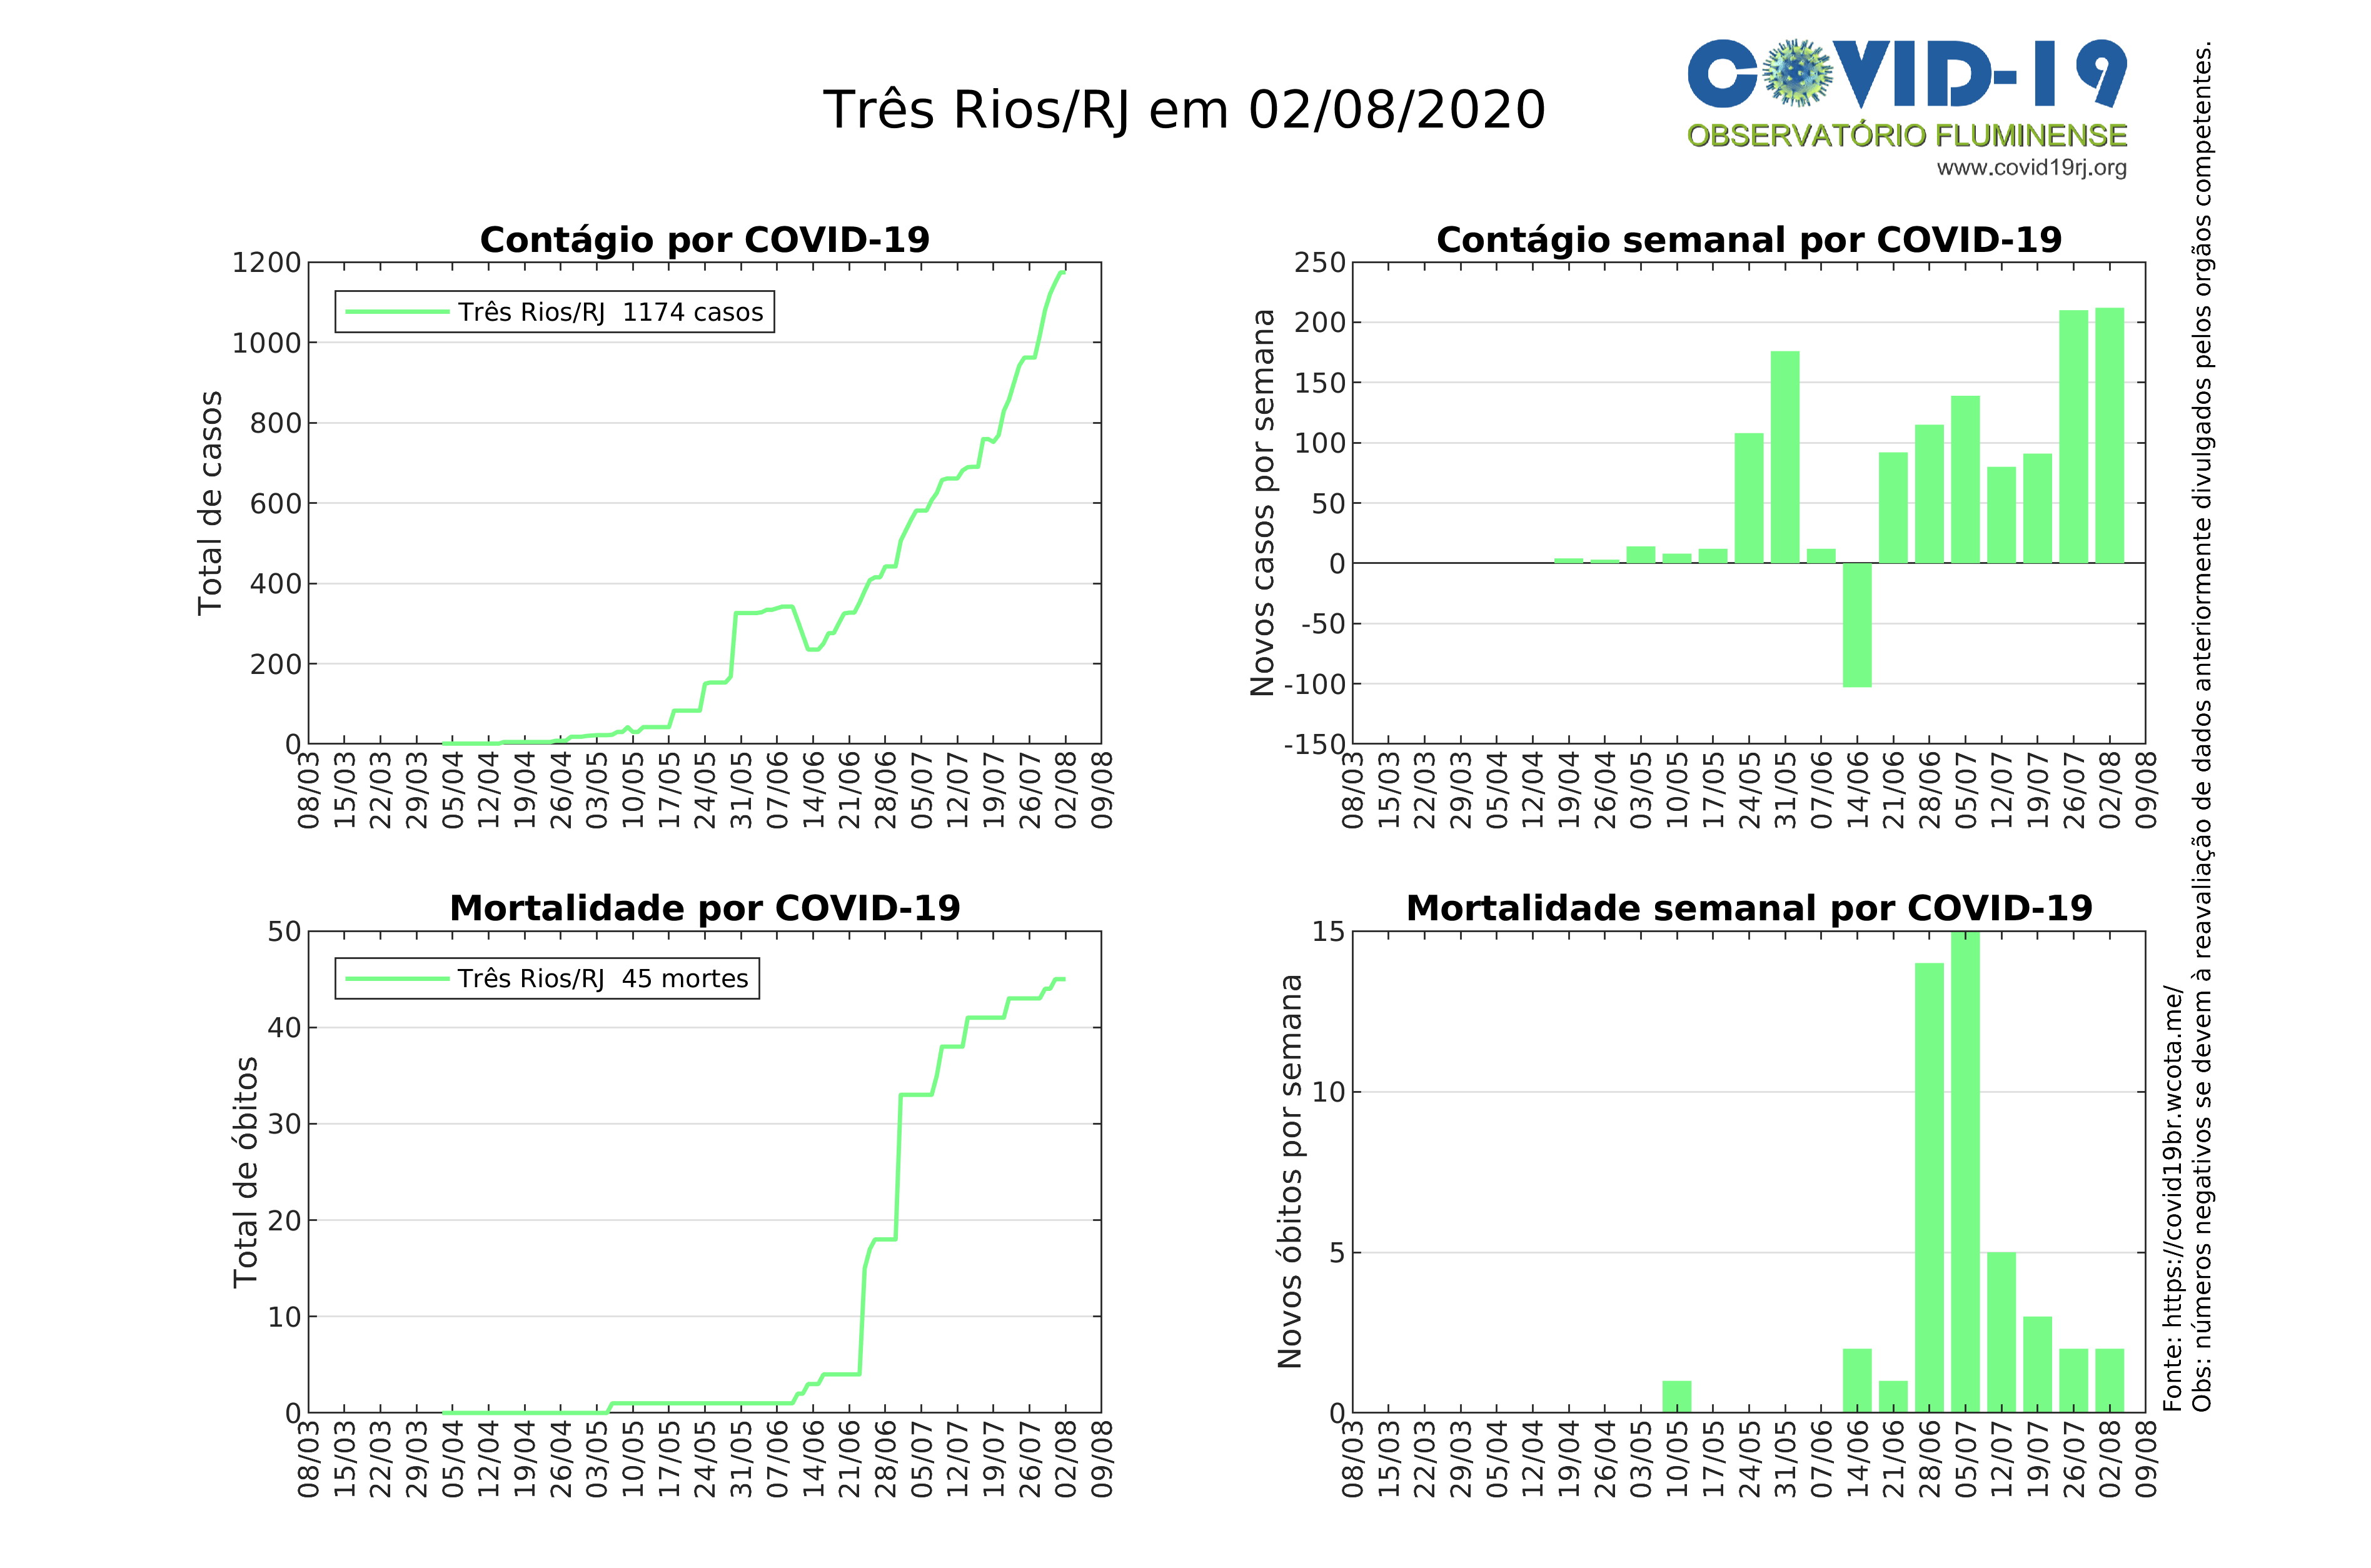 Três Rios/RJ em 02/08/2020
COVID-19
OBSERVATÓRIO FLUMINENSE
www.covid19rj.org
Contágio por COVID-19
Total de casos
1200
1000
800
600
400
200
0
Três Rios/RJ 1174 casos
08/03 15/03 22/03 29/03 05/04 12/04 19/04 26/04 03/05 10/05 17/05 24/05 31/05 07/06 14/06 21/06 28/06 05/07 12/07 19/07 26/07 02/08 09/08
Contágio semanal por COVID-19
Novos casos por semana
250
200
150
100
50
0
-50
-100
-150
08/03 15/03 22/03 29/03 05/04 12/04 19/04 26/04 03/05 10/05 17/05 24/05 31/05 07/06 14/06 21/06 28/06 05/07 12/07 19/07 26/07 02/08 09/08
Mortalidade por COVID-19
Total de óbitos
50
40
30
20
10
0
Três Rios/RJ 45 mortes
08/03 15/03 22/03 29/03 05/04 12/04 19/04 26/04 03/05 10/05 17/05 24/05 31/05 07/06 14/06 21/06 28/06 05/07 12/07 19/07 26/07 02/08 09/08
Mortalidade semanal por COVID-19
Novos óbitos por semana
15
10
5
0
08/03 15/03 22/03 29/03 05/04 12/04 19/04 26/04 03/05 10/05 17/05 24/05 31/05 07/06 14/06 21/06 28/06 05/07 12/07 19/07 26/07 02/08 09/08
Fonte: https://covid19br.wcota.me/
Obs: números negativos se devem à reavaliação de dados anteriormente divulgados pelos orgãos competentes.